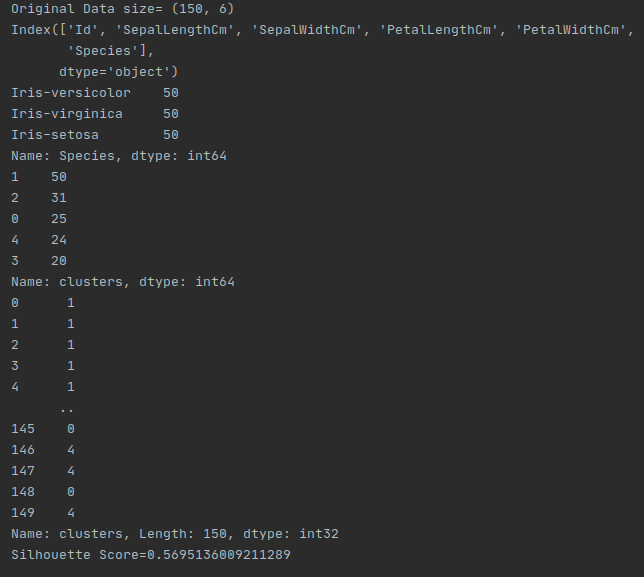 Original Data size= (150, 6)
Index(['Id', 'SepalLengthCm', 'SepalWidthCm', 'PetalLengthCm', 'PetalWidthCm',
       'Species'],
      dtype='object')
Iris-versicolor    50
Iris-virginica     50
Iris-setosa        50
Name: Species, dtype: int64
1    50
2    31
0    25
4    24
3    20
Name: clusters, dtype: int64
0      1
1      1
2      1
3      1
4      1
      ..
145    0
146    4
147    4
148    0
149    4
Name: clusters, Length: 150, dtype: int32
Silhouette Score=0.5695136009211289